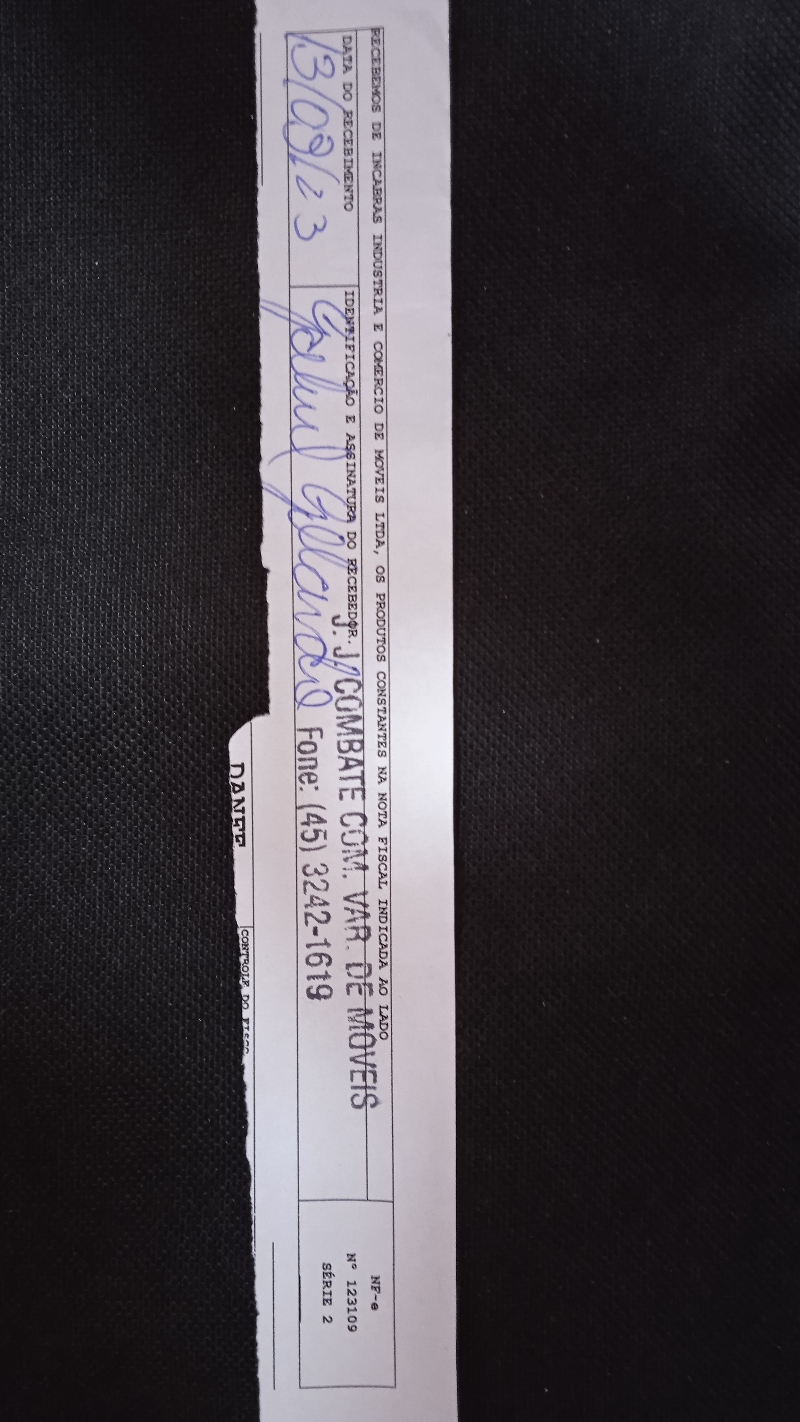 RECEBEMOS DE INCABRAS INDUSTRIA E COMERCIO DE MOVEIS LTDA, OS PRODUTOS CONSTANTES NA NOTA FISCAL INDICADA AO LADO
DATA DO RECEBIMENTO
13/09/23
IDENTIFICAÇÃO E ASSINATURA DO RECEBEDOR.
J. J. COMBATE COM. VAR. DE MOVEIS
Fone: (45) 3242-1619
NF-e
Nº 123109
SÉRIE 2
DANFE
CONTROLE DO FISCO